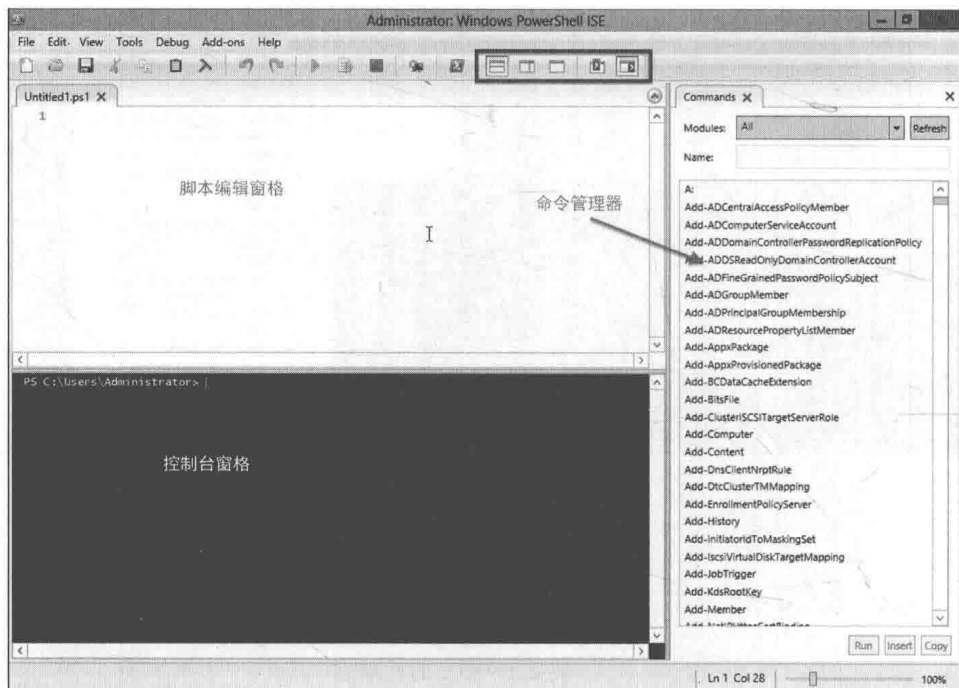 Administrator: Windows PowerShell ISE
File Edit View Tools Debug Add-ons Help
Untitled1.ps1 X
1
脚本编辑窗格
命令管理器
PS C:\Users\Administrator>
控制台窗格
Commands X
Modules: All Refresh
Name:
A:
Add-ADCentralAccessPolicyMember
Add-ADComputerServiceAccount
Add-ADDomainControllerPasswordReplicationPolicy
Add-ADDSReadOnlyDomainControllerAccount
Add-ADFineGrainedPasswordPolicySubject
Add-ADGroupMember
Add-ADPrincipalGroupMembership
Add-ADResourcePropertyListMember
Add-AppxPackage
Add-AppxProvisionedPackage
Add-BCDataCacheExtension
Add-BitsFile
Add-ClusteriSCSITargetServerRole
Add-Computer
Add-Content
Add-DnsClientNrptRule
Add-DtcClusterTMMapping
Add-EnrollmentPolicyServer
Add-History
Add-InitiatorIdToMaskingSet
Add-IscsiVirtualDiskTargetMapping
Add-JobTrigger
Add-KdsRootKey
Add-Member
Run Insert Copy
Ln 1 Col 28 100%